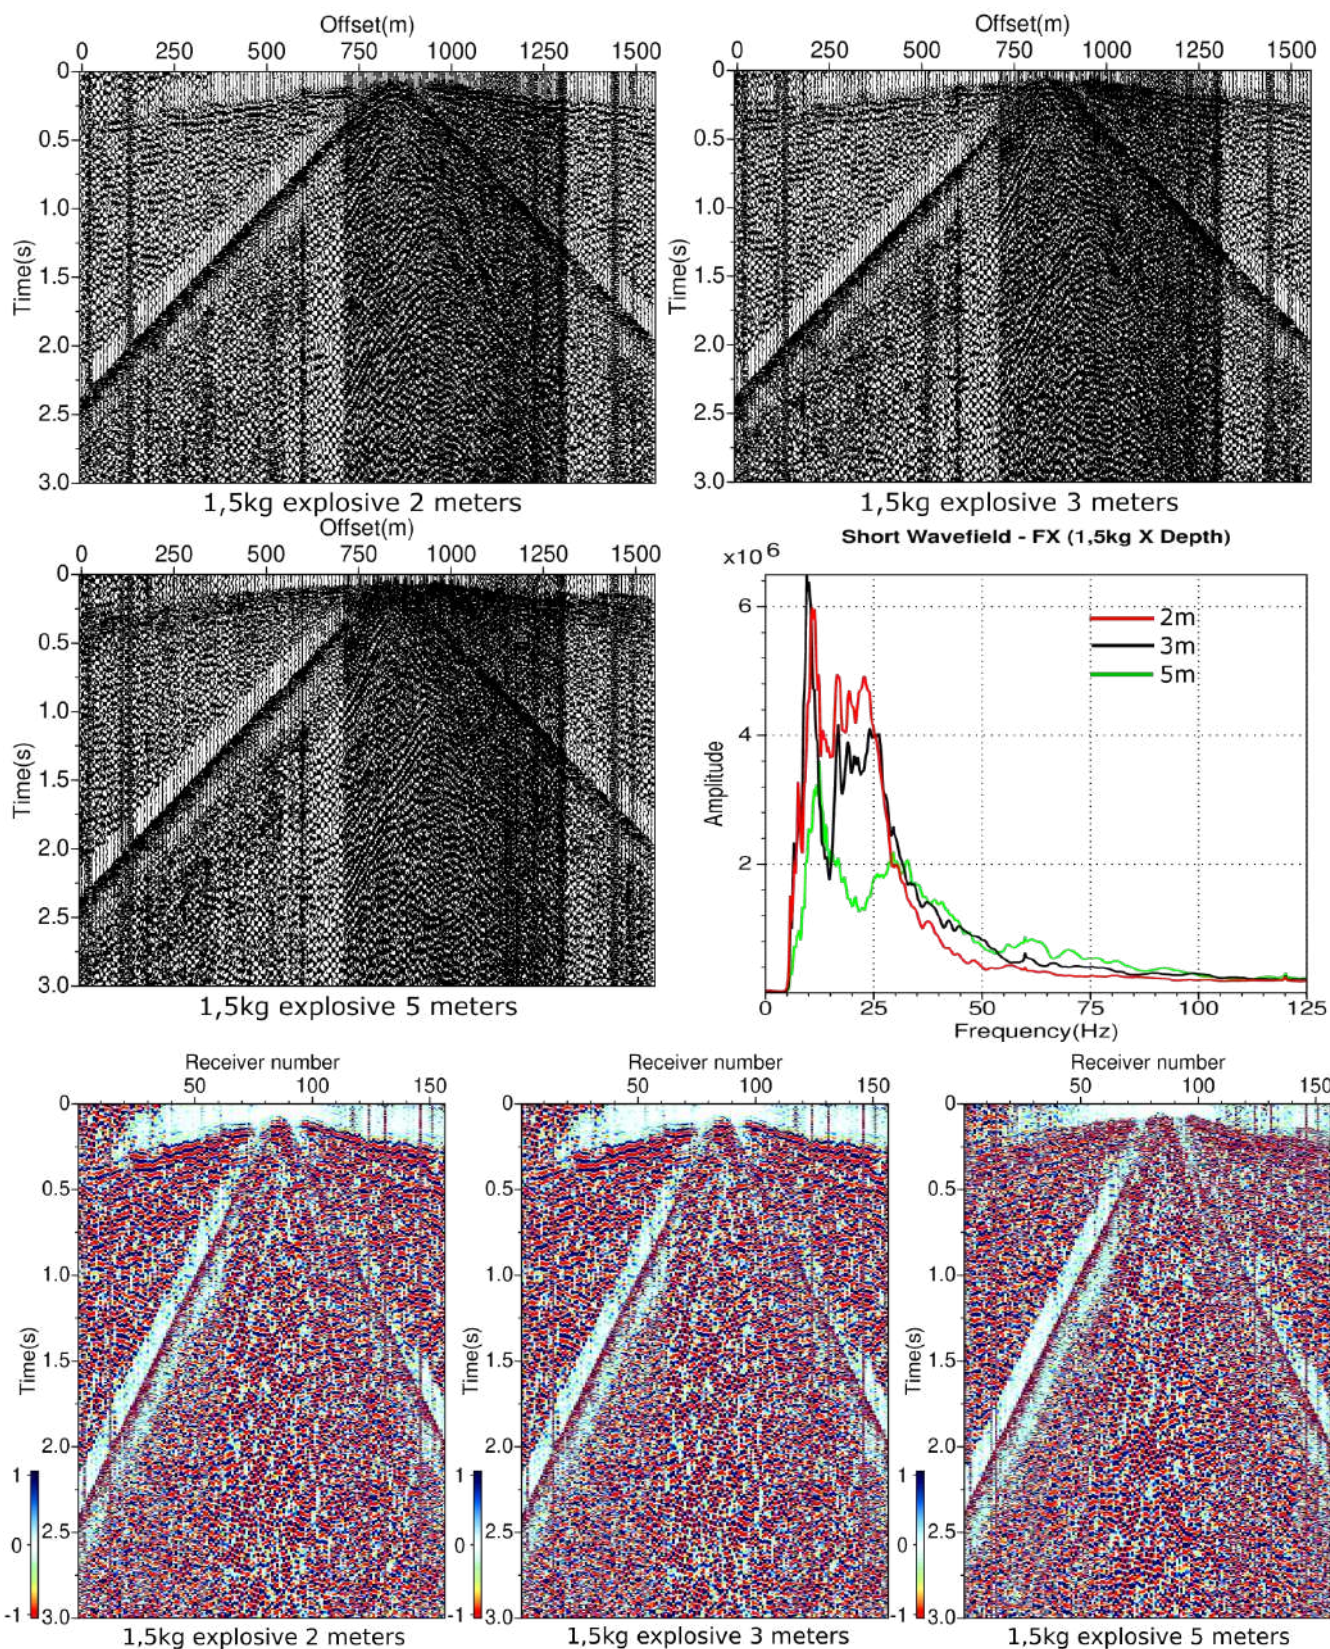 Offset(m)
0 250 500 750 1000 1250 1500
0
0.5
1.0
1.5
2.0
2.5
3.0
Time(s)
1,5kg explosive 2 meters
Offset(m)
0 250 500 750 1000 1250 1500
0
0.5
1.0
1.5
2.0
2.5
3.0
Time(s)
1,5kg explosive 3 meters
Offset(m)
0 250 500 750 1000 1250 1500
0
0.5
1.0
1.5
2.0
2.5
3.0
Time(s)
1,5kg explosive 5 meters
Short Wavefield - FX (1,5kg X Depth)
x10 6
6
4
2
Amplitude
2m
3m
5m
0 25 50 75 100 125
Frequency(Hz)
Receiver number
50 100 150
0
0.5
1.0
1.5
2.0
2.5
3.0
Time(s)
1
0
-1
1,5kg explosive 2 meters
Receiver number
50 100 150
0
0.5
1.0
1.5
2.0
2.5
3.0
Time(s)
1
0
-1
1,5kg explosive 3 meters
Receiver number
50 100 150
0
0.5
1.0
1.5
2.0
2.5
3.0
Time(s)
1
0
-1
1,5kg explosive 5 meters